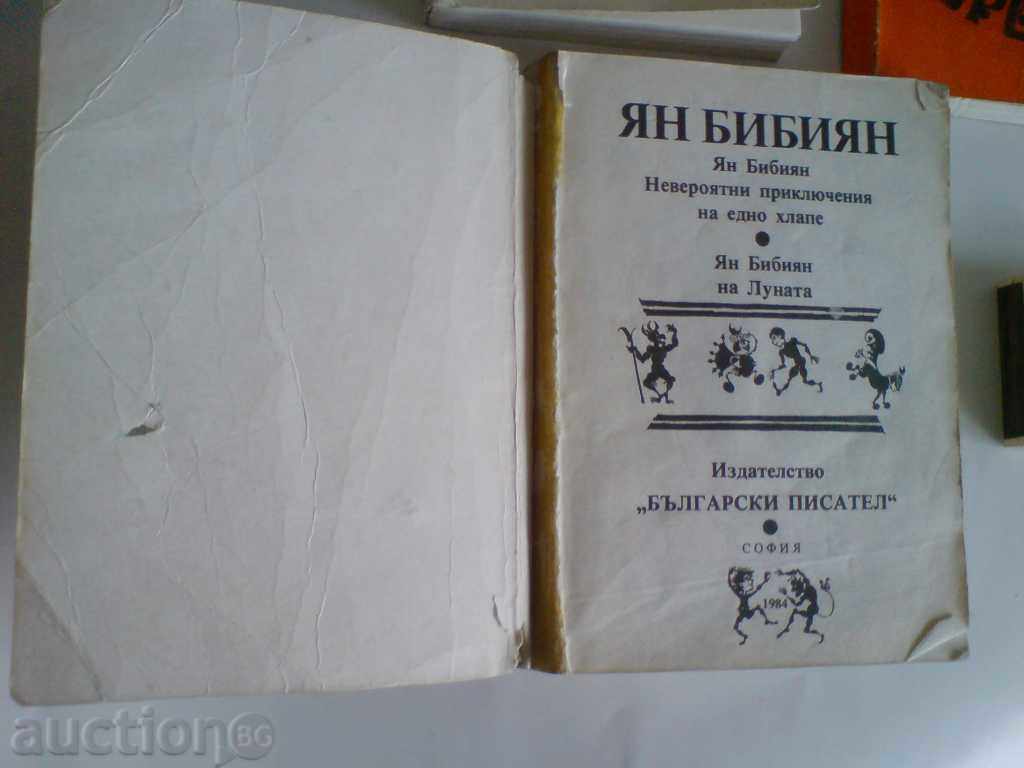 ЯН БИБИЯН
Ян Бибиян
Невероятни приключения
на едно хлапе
Ян Бибиян
на Луната
Издателство
„БЪЛГАРСКИ ПИСАТЕЛ“
СОФИЯ
1984
auction BG